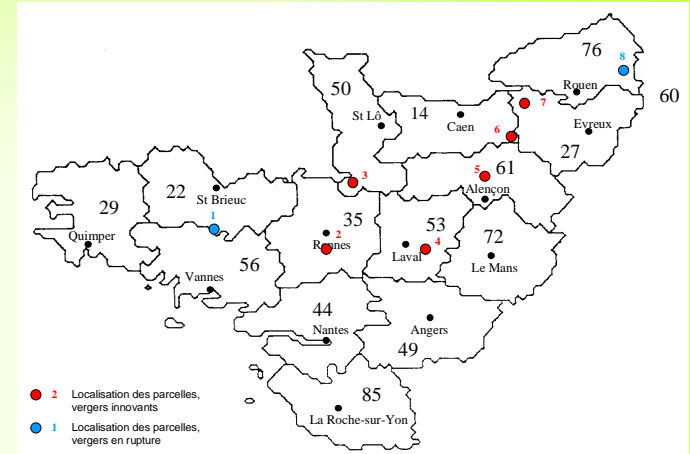 76
8
60
50
Rouen
7
St Lô
14
Caen
Evreux
6
27
5
61
3
Alençon
22
St Brieuc
29
1
35
53
72
Quimper
2
Rennes
4
Laval
Le Mans
56
Vannes
44
Nantes
Angers
49
85
2 Localisation des parcelles,
vergers innovants
La Roche-sur-Yon
1 Localisation des parcelles,
vergers en rupture